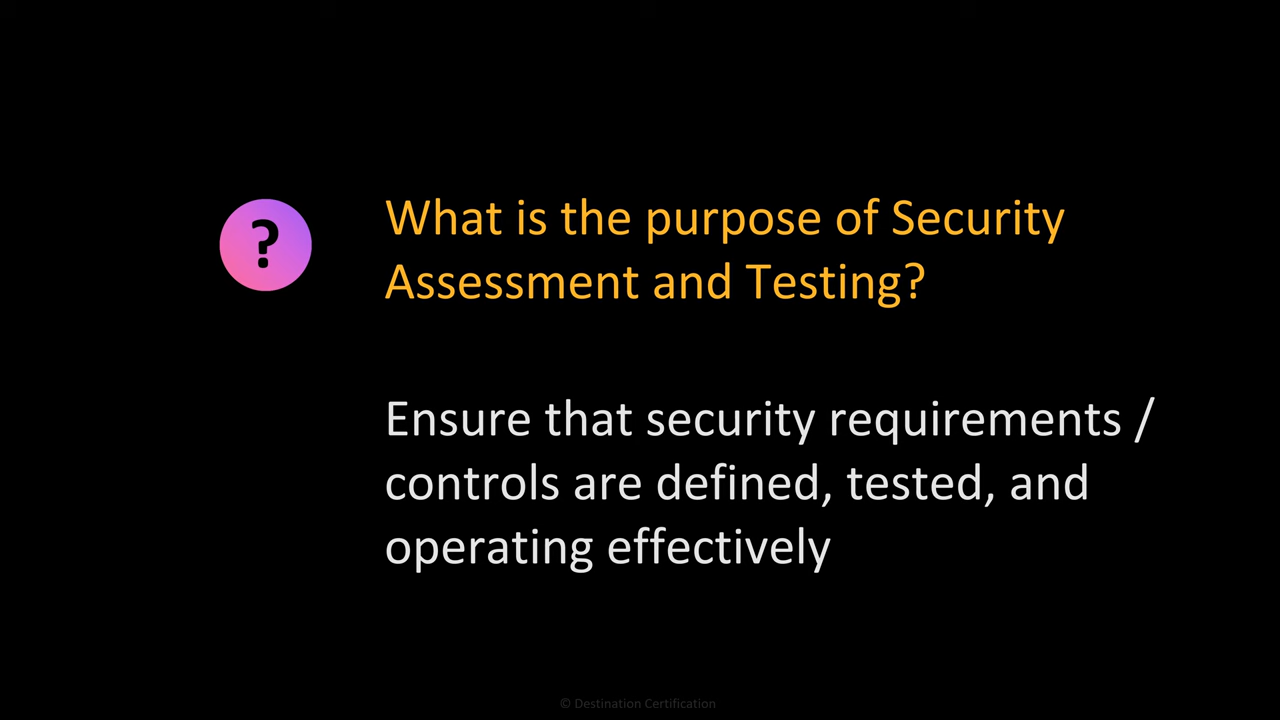 ?
What is the purpose of Security
Assessment and Testing?
Ensure that security requirements /
controls are defined, tested, and
operating effectively
© Destination Certification